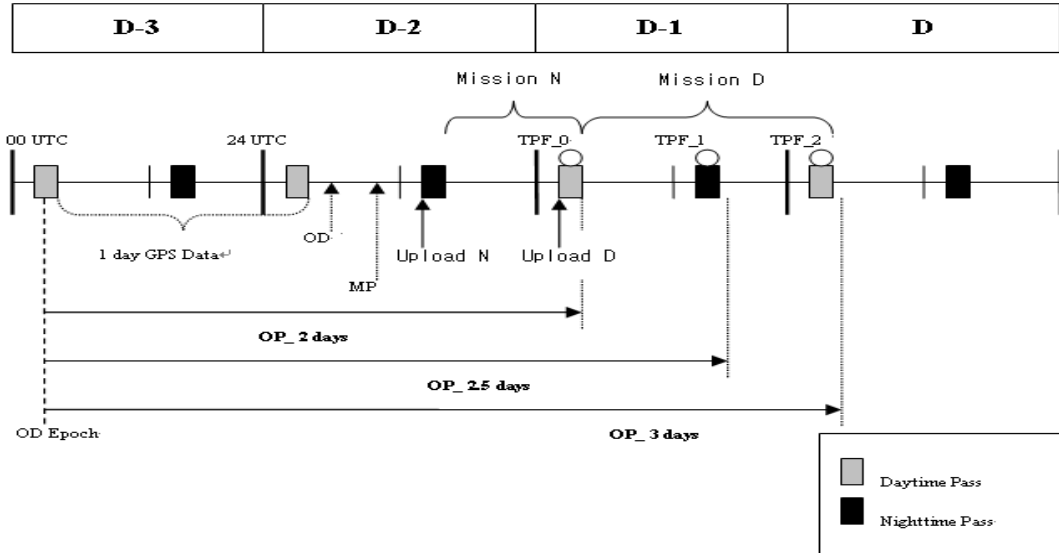 D-3 D-2 D-1 D
Mission N Mission D
00 UTC 24 UTC TPF_0 TPF_1 TPF_2
1 day GPS Data↵ OD Upload N Upload D
MP
OP_ 2 days
OP_ 2.5 days
OD Epoch OP_ 3 days
Daytime Pass
Nighttime Pass